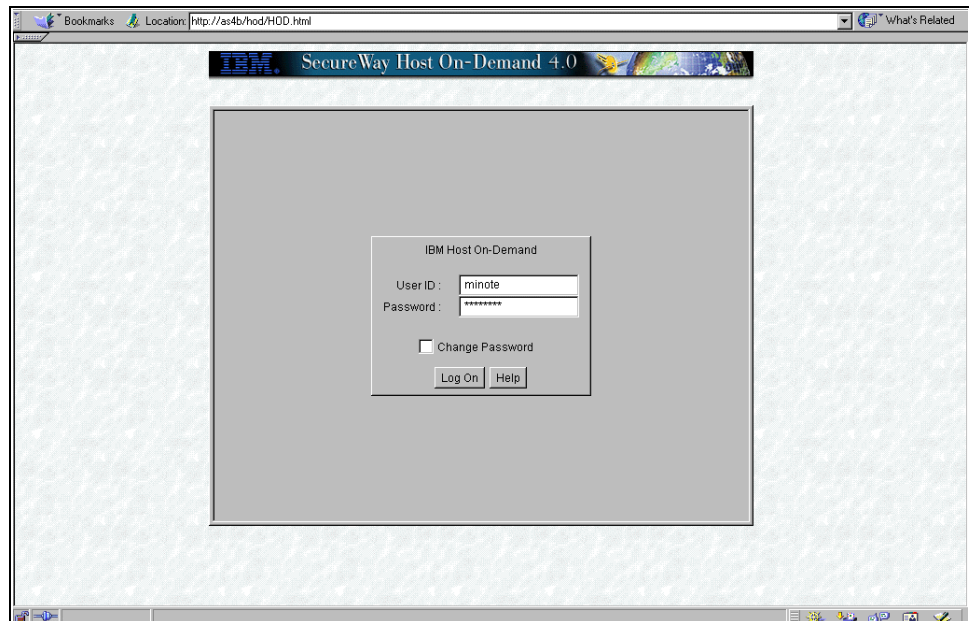 Bookmarks Location: http://as4b/hod/HOD.html What's Related
IBM. SecureWay Host On-Demand 4.0
IBM Host On-Demand
User ID : minote
Password : ********
Change Password
Log On Help